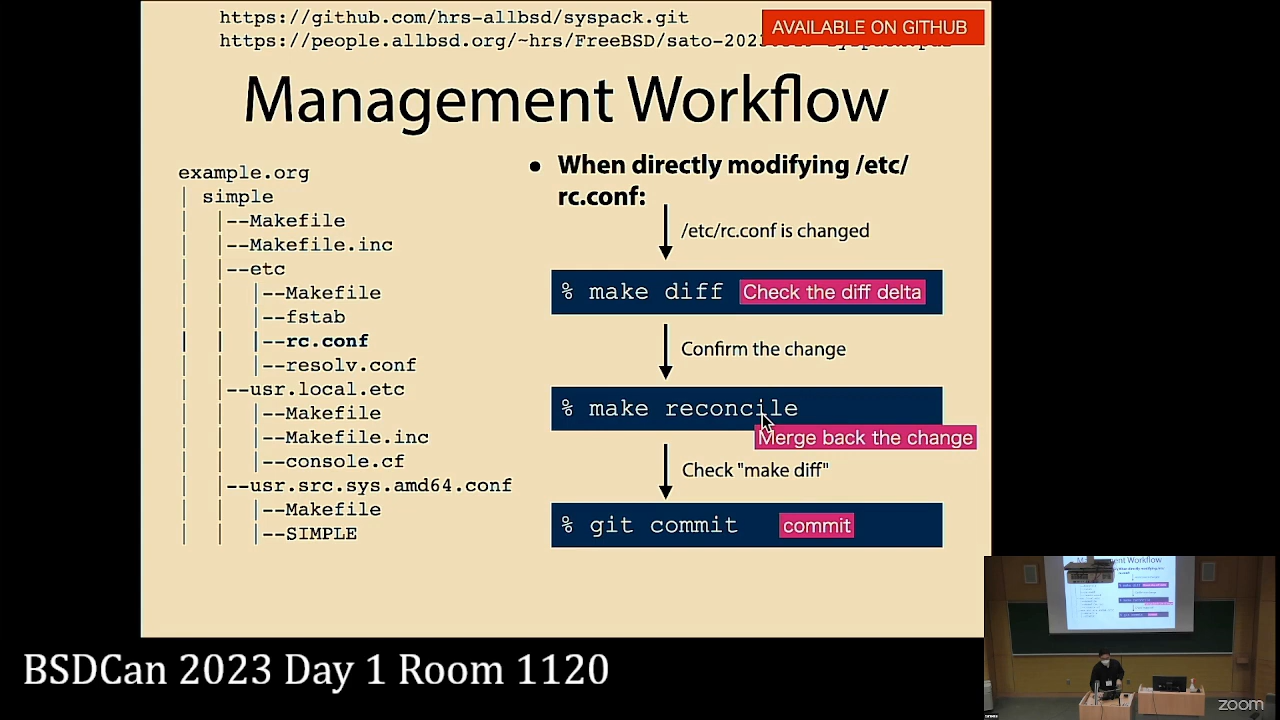 https://github.com/hrs-allbsd/syspack.git
AVAILABLE ON GITHUB
https://people.allbsd.org/~hrs/FreeBSD/sato-202
Management Workflow
example.org
| simple
| |--Makefile
| |--Makefile.inc
| |--etc
| | |--Makefile
| | |--fstab
| | |--rc.conf
| | |--resolv.conf
| |--usr.local.etc
| | |--Makefile
| | |--Makefile.inc
| | |--console.cf
| |--usr.src.sys.amd64.conf
| | |--Makefile
| | |--SIMPLE
• When directly modifying /etc/
rc.conf:
/etc/rc.conf is changed
% make diff Check the diff delta
Confirm the change
% make reconcile
Merge back the change
Check "make diff"
% git commit commit
Management Workflow
BSDCan 2023 Day 1 Room 1120
zoom